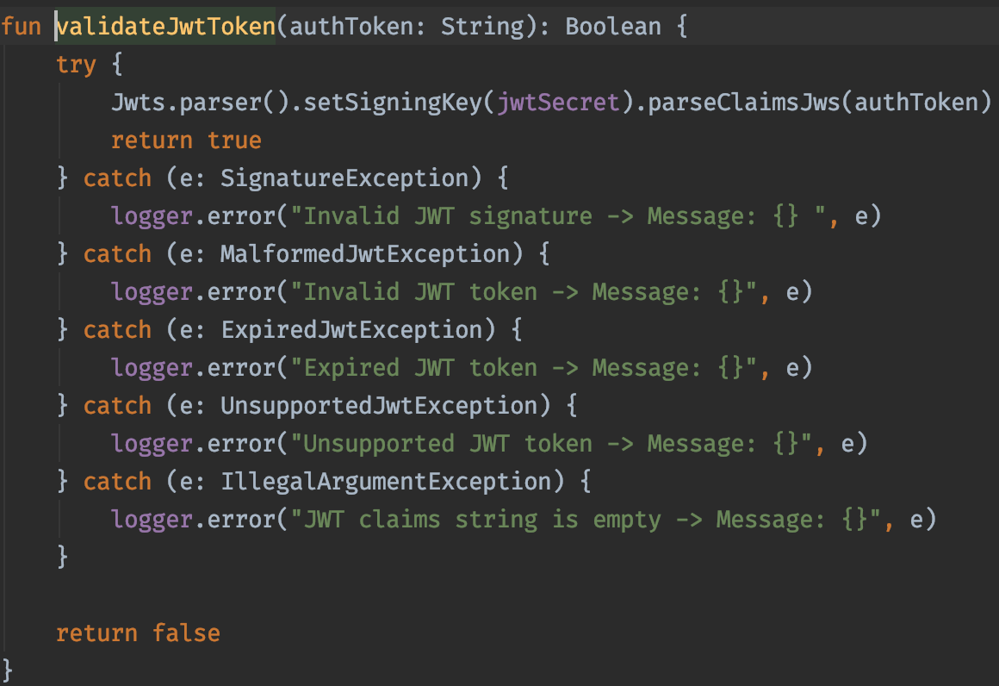 fun validateJwtToken(authToken: String): Boolean {
    try {
        Jwts.parser().setSigningKey(jwtSecret).parseClaimsJws(authToken)
        return true
    } catch (e: SignatureException) {
        logger.error("Invalid JWT signature -> Message: {} ", e)
    } catch (e: MalformedJwtException) {
        logger.error("Invalid JWT token -> Message: {}", e)
    } catch (e: ExpiredJwtException) {
        logger.error("Expired JWT token -> Message: {}", e)
    } catch (e: UnsupportedJwtException) {
        logger.error("Unsupported JWT token -> Message: {}", e)
    } catch (e: IllegalArgumentException) {
        logger.error("JWT claims string is empty -> Message: {}", e)
    }

    return false
}